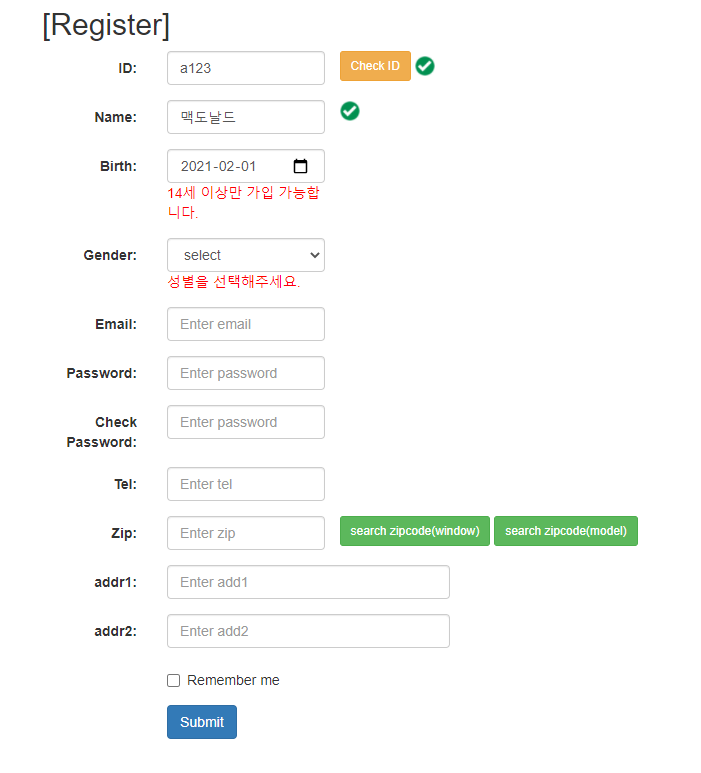 [Register]
ID: a123 Check ID
Name: 맥도날드
Birth: 2021-02-01
14세 이상만 가입 가능합
니다.
Gender: select
성별을 선택해주세요.
Email: Enter email
Password: Enter password
Check Enter password
Password:
Tel: Enter tel
Zip: Enter zip search zipcode(window) search zipcode(model)
addr1: Enter add1
addr2: Enter add2
Remember me
Submit